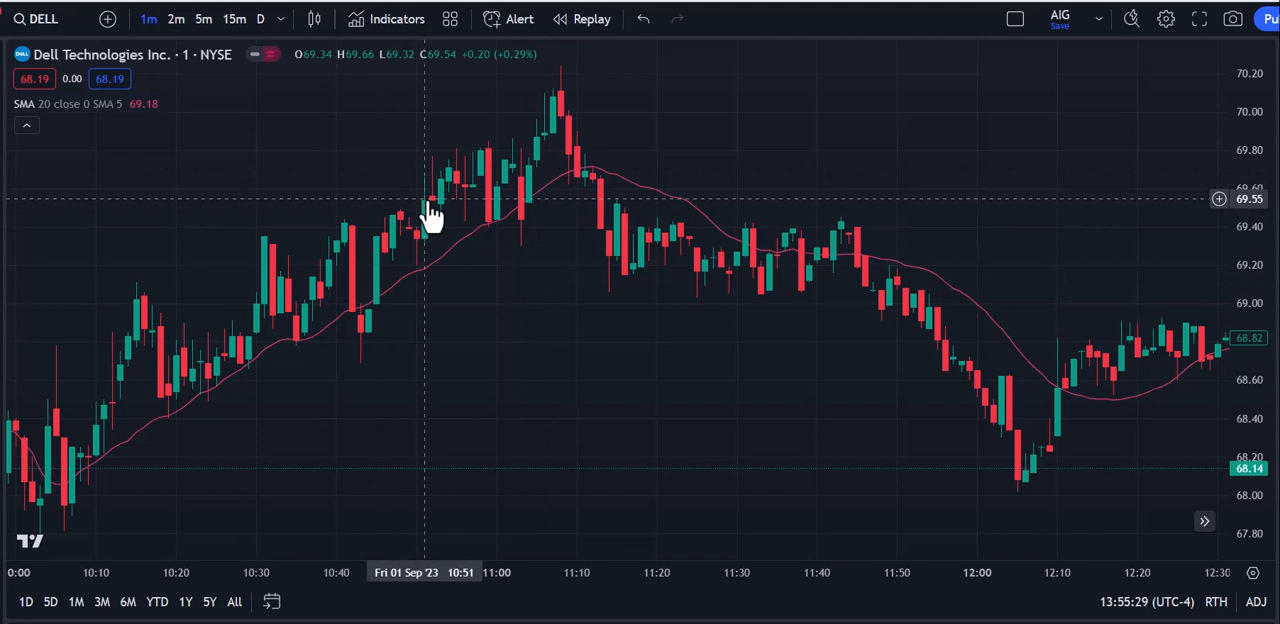 DELL 1m 2m 5m 15m D Indicators Alert Replay AIG Save Pu
DELL Dell Technologies Inc. · 1 · NYSE O69.34 H69.66 L69.32 C69.54 +0.20 (+0.29%)
68.19 0.00 68.19
SMA 20 close 0 SMA 5 69.18
70.20
70.00
69.80
69.60
69.55
69.40
69.20
69.00
68.82
68.60
68.40
68.20
68.14
68.00
67.80
0:00 10:10 10:20 10:30 10:40 Fri 01 Sep '23 10:51 11:00 11:10 11:20 11:30 11:40 11:50 12:00 12:10 12:20 12:30
1D 5D 1M 3M 6M YTD 1Y 5Y All 13:55:29 (UTC-4) RTH ADJ